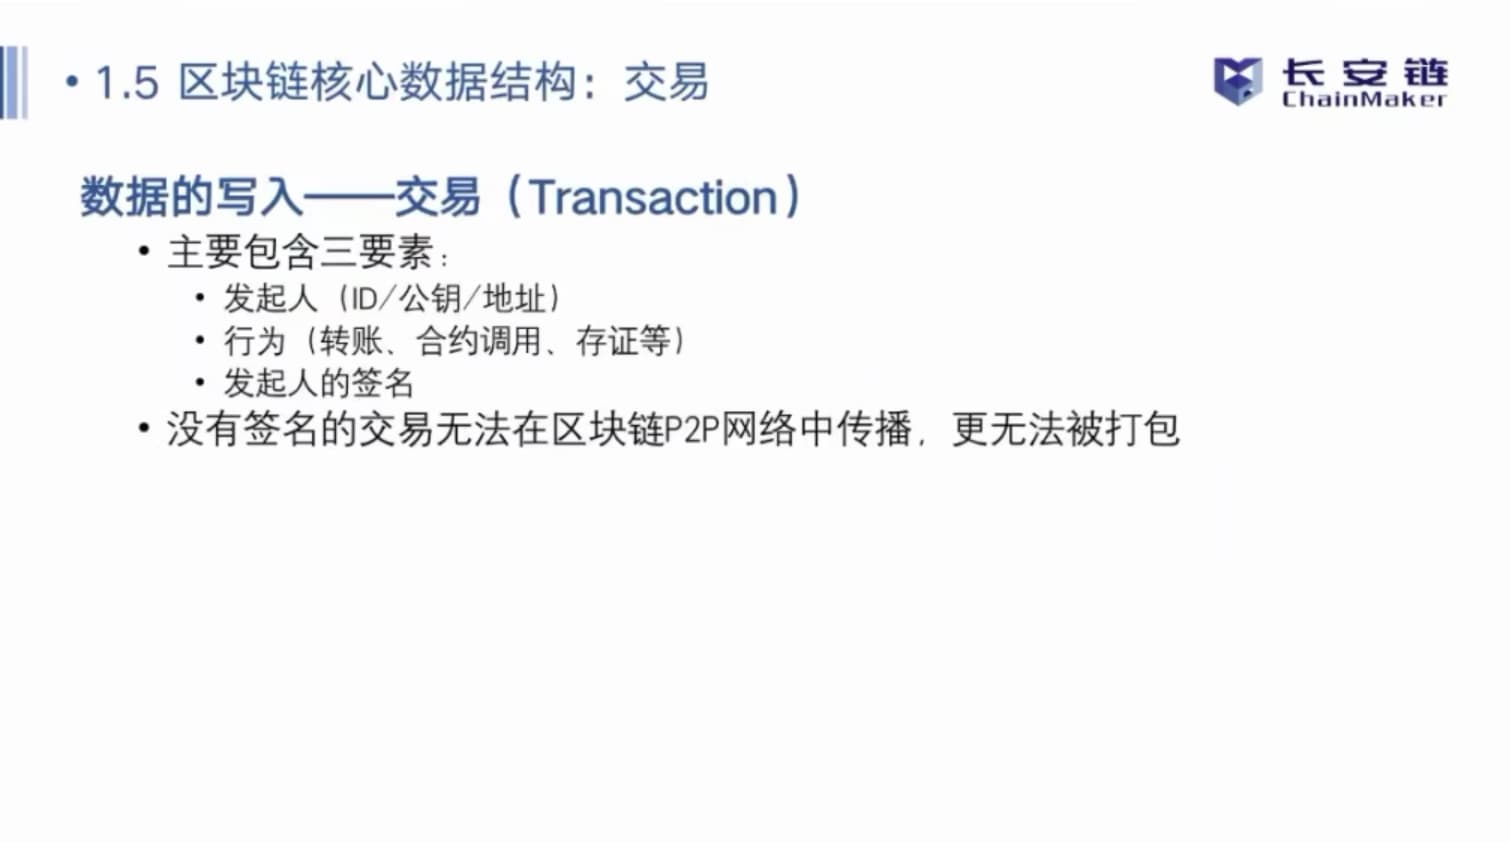 • 1.5 区块链核心数据结构：交易
长安链
ChainMaker
数据的写入——交易（Transaction）
• 主要包含三要素：
• 发起人（ID/公钥/地址）
• 行为（转账、合约调用、存证等）
• 发起人的签名
• 没有签名的交易无法在区块链P2P网络中传播，更无法被打包